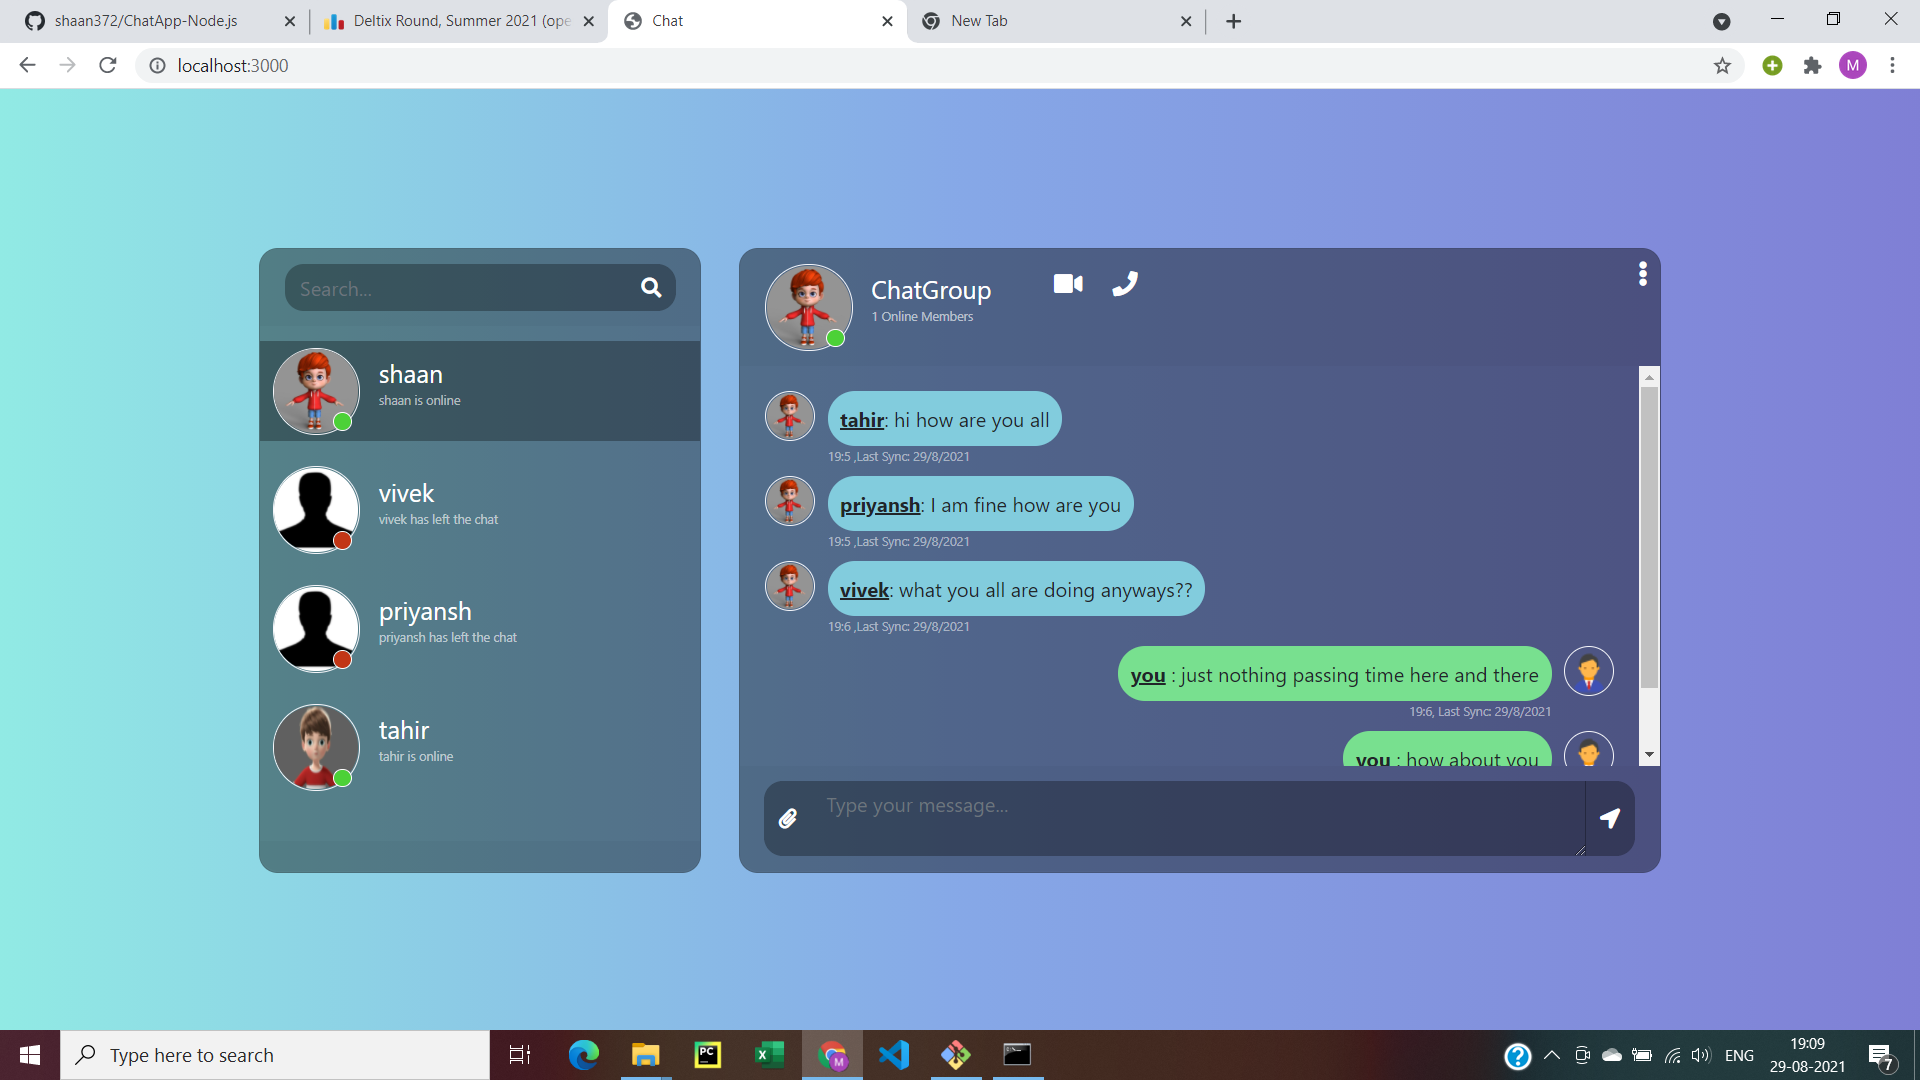 shaan372/ChatApp-Node.js
Deltix Round, Summer 2021 (ope
Chat
New Tab
localhost:3000
M
Search...
shaan
shaan is online
vivek
vivek has left the chat
priyansh
priyansh has left the chat
tahir
tahir is online
ChatGroup
1 Online Members
tahir: hi how are you all
19:5 ,Last Sync: 29/8/2021
priyansh: I am fine how are you
19:5 ,Last Sync: 29/8/2021
vivek: what you all are doing anyways??
19:6 ,Last Sync: 29/8/2021
you : just nothing passing time here and there
19:6, Last Sync: 29/8/2021
you : how about you
Type your message...
Type here to search
PC
X
M
?
ENG
19:09
29-08-2021
7